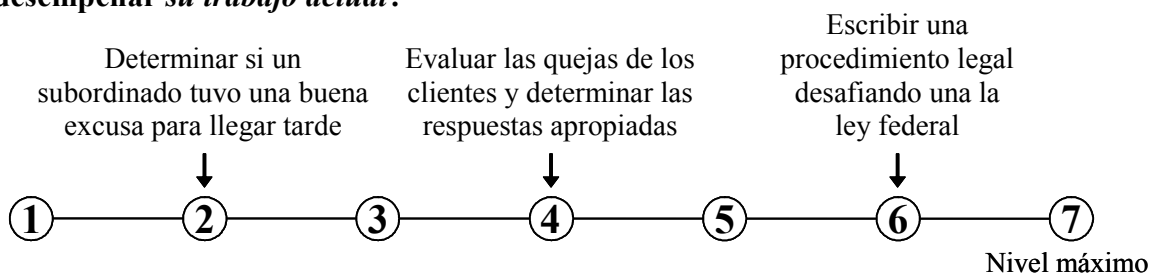 desempeñar su trabajo actual?
Determinar si un
subordinado tuvo una buena
excusa para llegar tarde
Evaluar las quejas de los
clientes y determinar las
respuestas apropiadas
Escribir una
procedimiento legal
desafiando una la
ley federal
1 2 3 4 5 6 7
Nivel máximo